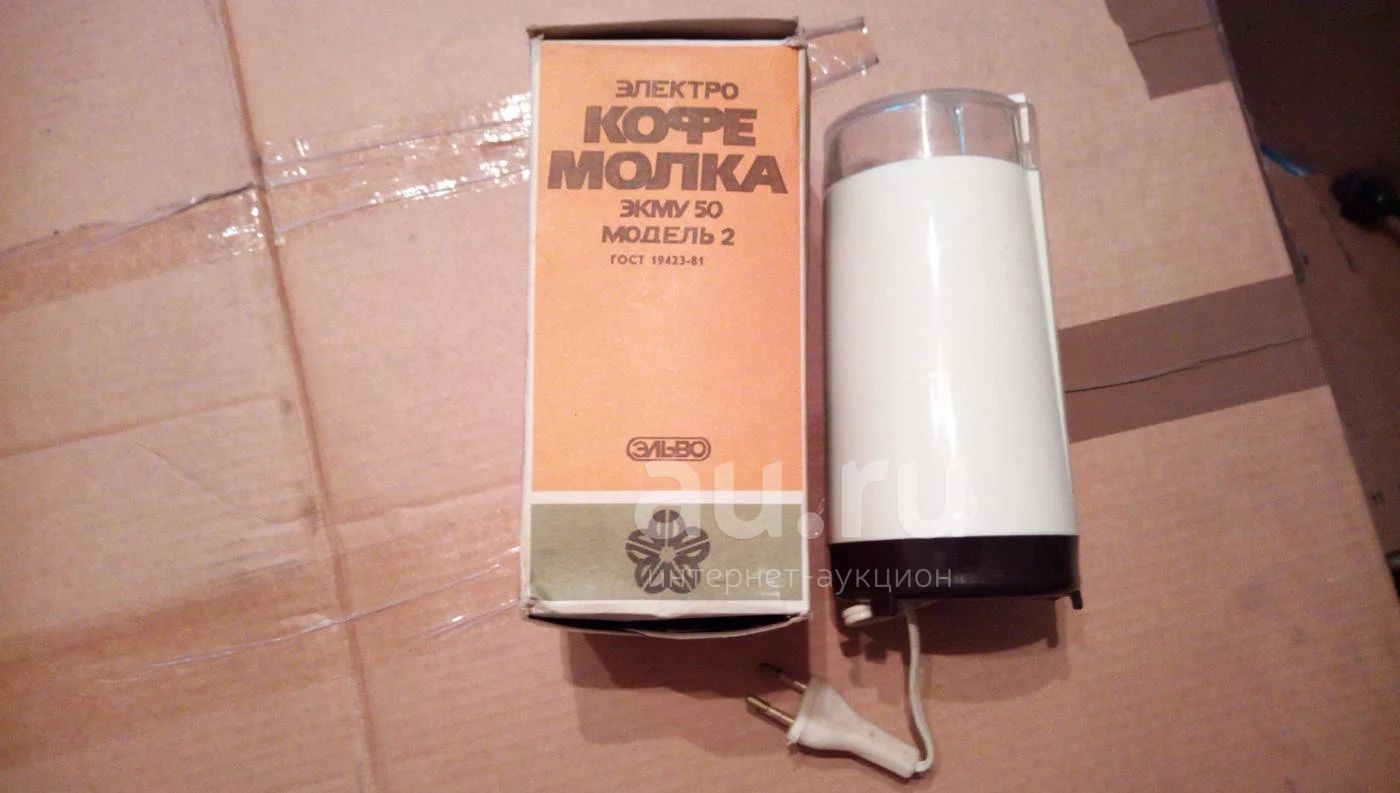 ЭЛЕКТРО
КОФЕ
МОЛКА
ЭКМУ 50
МОДЕЛЬ 2
ГОСТ 19423-81
ЭЛЬВО
au.ru
интернет-аукцион